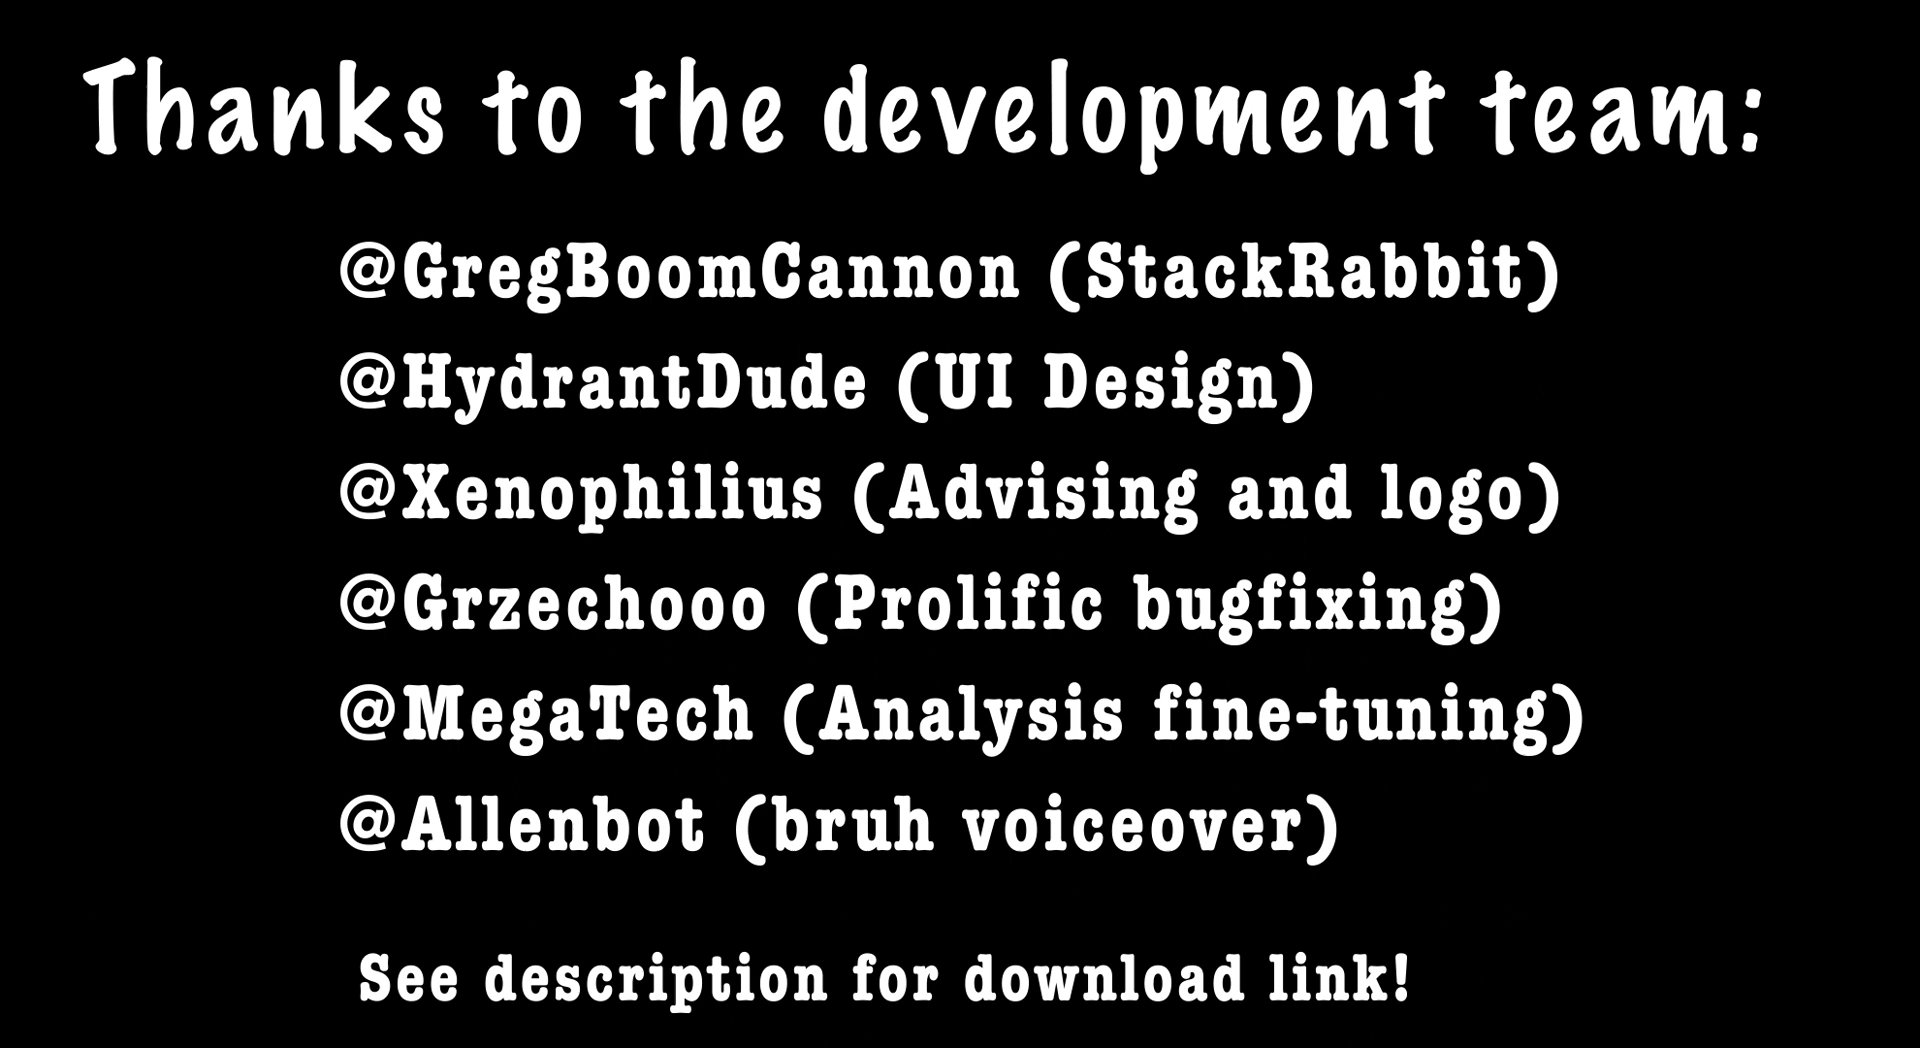 Thanks to the development team:
@GregBoomCannon (StackRabbit)
@HydrantDude (UI Design)
@Xenophilius (Advising and logo)
@Grzechooo (Prolific bugfixing)
@MegaTech (Analysis fine-tuning)
@Allenbot (bruh voiceover)
See description for download link!